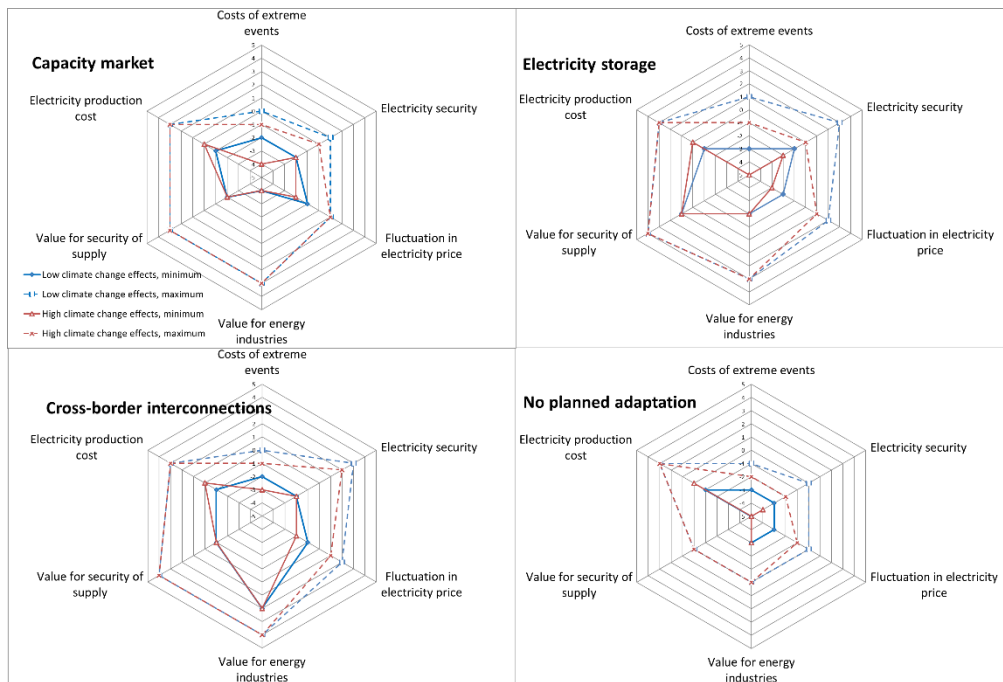 Costs of extreme
events
Capacity market
Electricity production
cost
Electricity security
Value for security of
supply
Fluctuation in
electricity price
Value for energy
industries
Low climate change effects, minimum
Low climate change effects, maximum
High climate change effects, minimum
High climate change effects, maximum
Costs of extreme events
Electricity storage
Electricity production
cost
Electricity security
Value for security of
supply
Fluctuation in electricity price
Value for energy
industries
Costs of extreme
events
Cross-border interconnections
Electricity production
cost
Electricity security
Value for security of
supply
Fluctuation in
electricity price
Value for energy
industries
Costs of extreme events
No planned adaptation
Electricity production
cost
Electricity security
Value for security of
supply
Fluctuation in electricity price
Value for energy
industries